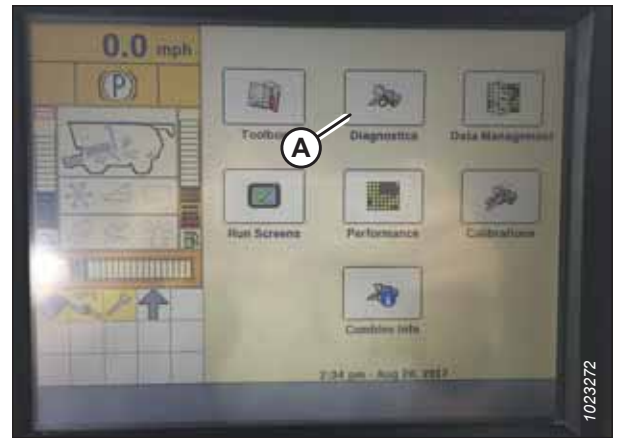 0.0 mph
(P)
Toolbox
Diagnostics
Data Management
A
Run Screens
Performance
Calibrations
Combine Info
2:34 pm - Aug 28, 2017
1023272